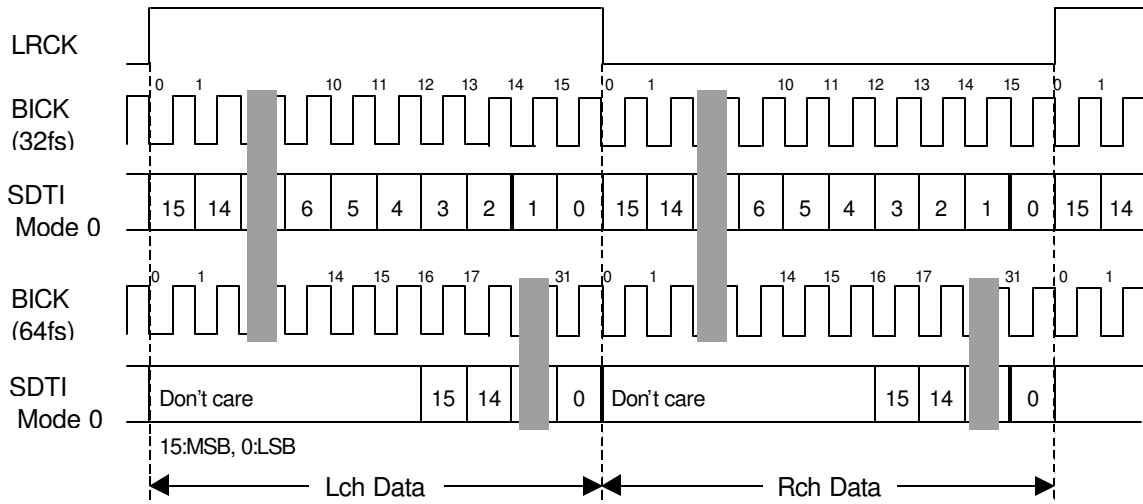 LRCK
0 1 10 11 12 13 14 15 0 1 10 11 12 13 14 15 0 1
BICK
(32fs)
SDTI
Mode 0
15 14 6 5 4 3 2 1 0 15 14 6 5 4 3 2 1 0 15 14
0 1 14 15 16 17 31 0 1 14 15 16 17 31 0 1
BICK
(64fs)
SDTI
Mode 0
Don't care 15 14 0 Don't care 15 14 0
15:MSB, 0:LSB
Lch Data Rch Data